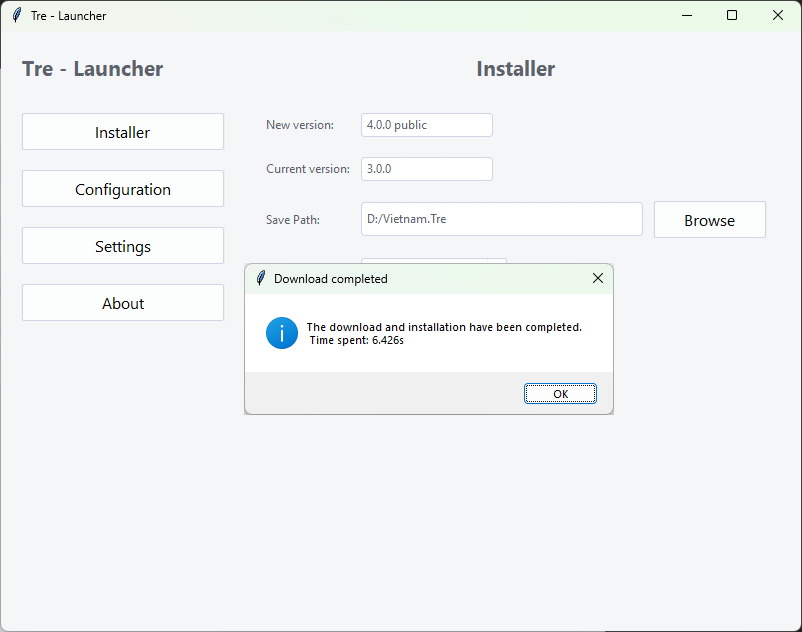 Tre - Launcher
Tre - Launcher
Installer
Installer
Configuration
Settings
About
New version:
4.0.0 public
Current version:
3.0.0
Save Path:
D:/Vietnam.Tre
Browse
Download completed
The download and installation have been completed.
Time spent: 6.426s
OK